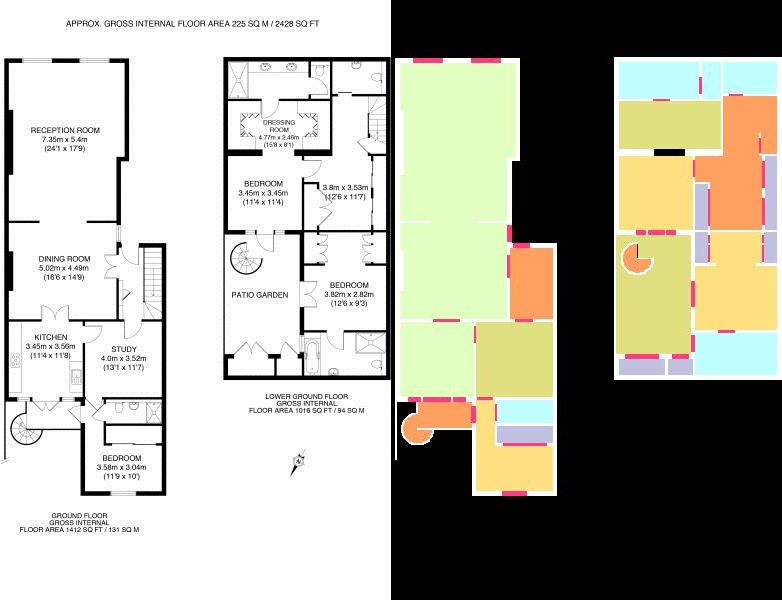 APPROX. GROSS INTERNAL FLOOR AREA 225 SQ M / 2428 SQ FT
RECEPTION ROOM
7.35m x 5.4m
(24'1 x 17'9)
DINING ROOM
5.02m x 4.49m
(16'6 x 14'9)
KITCHEN
3.45m x 3.56m
(11'4 x 11'8)
STUDY
4.0m x 3.52m
(13'1 x 11'7)
BEDROOM
3.58m x 3.04m
(11'9 x 10')
GROUND FLOOR
GROSS INTERNAL
FLOOR AREA 1412 SQ FT / 131 SQ M
DRESSING
ROOM
4.77m x 2.46m
(15'8 x 8'1)
BEDROOM
3.45m x 3.45m
(11'4 x 11'4)
3.8m x 3.53m
(12'6 x 11'7)
PATIO GARDEN
BEDROOM
3.82m x 2.82m
(12'6 x 9'3)
LOWER GROUND FLOOR
GROSS INTERNAL
FLOOR AREA 1016 SQ FT / 94 SQ M